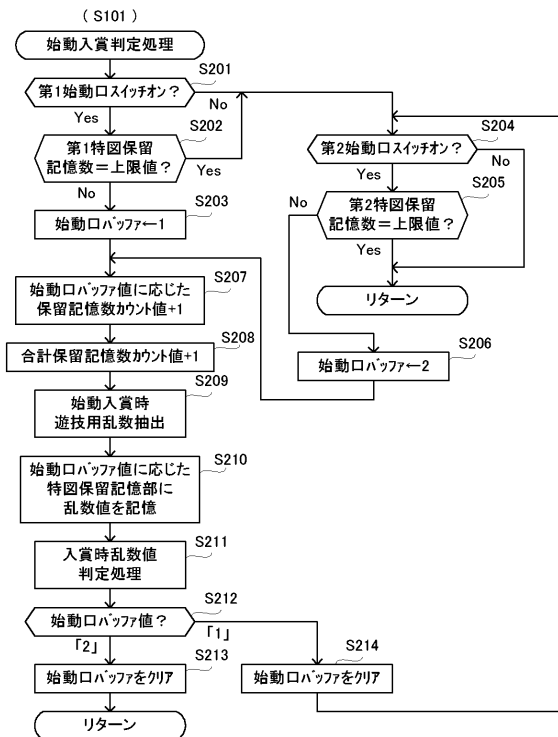 ( S101 )
始動入賞判定処理
S201
第1始動口スイッチオン?
No
Yes
S202
第1特図保留
記憶数=上限値?
Yes
No
S203
始動口バッファ←1
S204
第2始動口スイッチオン?
No
Yes
S205
第2特図保留
記憶数=上限値?
No
Yes
リターン
S206
始動口バッファ←2
S207
始動口バッファ値に応じた
保留記憶数カウント値+1
S208
合計保留記憶数カウント値+1
S209
始動入賞時
遊技用乱数抽出
S210
始動口バッファ値に応じた
特図保留記憶部に
乱数値を記憶
S211
入賞時乱数値
判定処理
S212
始動口バッファ値?
「2」
「1」
S213
始動口バッファをクリア
S214
始動口バッファをクリア
リターン